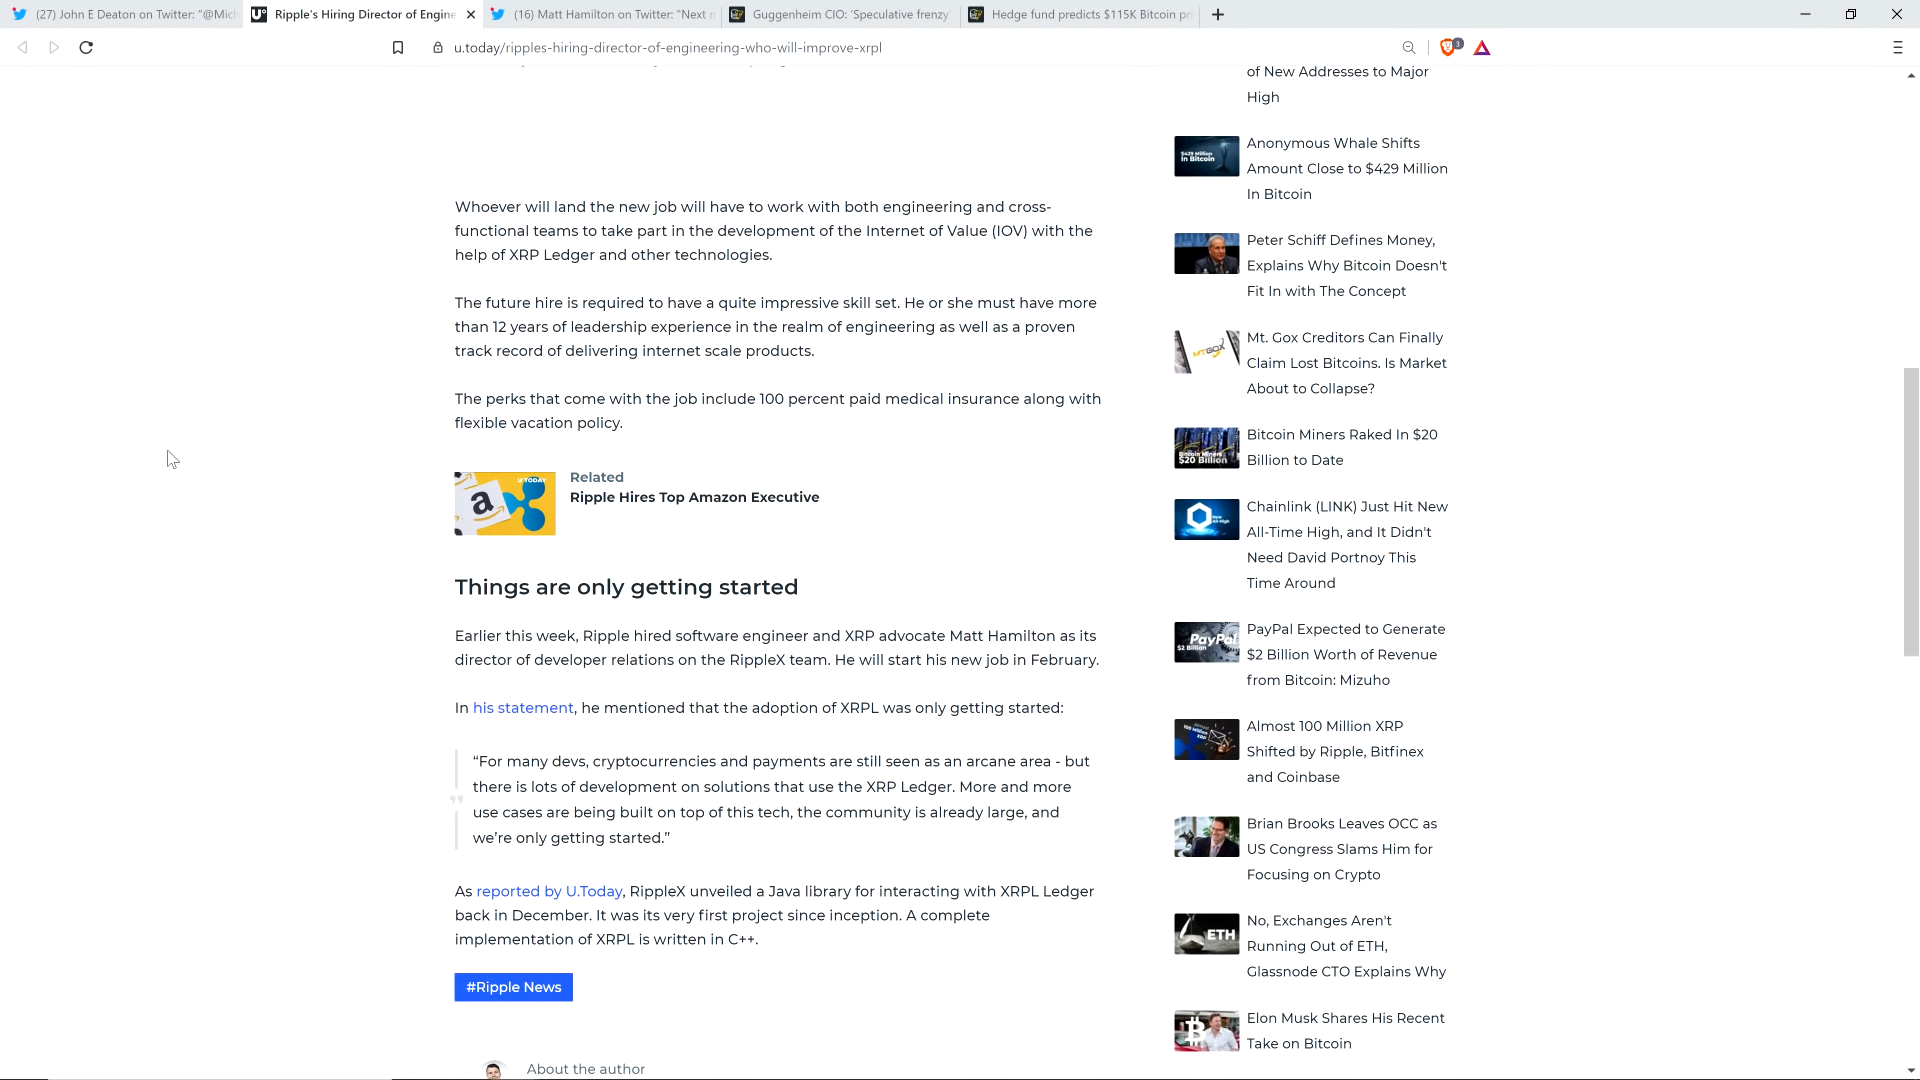 (27) John E Deaton on Twitter: "@Mich
Ripple's Hiring Director of Engine
(16) Matt Hamilton on Twitter: "Next n
Guggenheim CIO: 'Speculative frenzy'
Hedge fund predicts $115K Bitcoin pri
u.today/ripples-hiring-director-of-engineering-who-will-improve-xrpl
3
Whoever will land the new job will have to work with both engineering and cross-
functional teams to take part in the development of the Internet of Value (IOV) with the
help of XRP Ledger and other technologies.
The future hire is required to have a quite impressive skill set. He or she must have more
than 12 years of leadership experience in the realm of engineering as well as a proven
track record of delivering internet scale products.
The perks that come with the job include 100 percent paid medical insurance along with
flexible vacation policy.
U.TODAY
Related
Ripple Hires Top Amazon Executive
Things are only getting started
Earlier this week, Ripple hired software engineer and XRP advocate Matt Hamilton as its
director of developer relations on the RippleX team. He will start his new job in February.
In his statement, he mentioned that the adoption of XRPL was only getting started:
“For many devs, cryptocurrencies and payments are still seen as an arcane area - but
there is lots of development on solutions that use the XRP Ledger. More and more
use cases are being built on top of this tech, the community is already large, and
we’re only getting started.”
As reported by U.Today, RippleX unveiled a Java library for interacting with XRPL Ledger
back in December. It was its very first project since inception. A complete
implementation of XRPL is written in C++.
#Ripple News
About the author
of New Addresses to Major
High
$429 Million
In Bitcoin
Anonymous Whale Shifts
Amount Close to $429 Million
In Bitcoin
Peter Schiff Defines Money,
Explains Why Bitcoin Doesn't
Fit In with The Concept
MTGOX
Mt. Gox Creditors Can Finally
Claim Lost Bitcoins. Is Market
About to Collapse?
Bitcoin Miners
$20 Billion
Bitcoin Miners Raked In $20
Billion to Date
Chainlink (LINK) Just Hit New
All-Time High, and It Didn't
Need David Portnoy This
Time Around
PayPal
$2 Billion
PayPal Expected to Generate
$2 Billion Worth of Revenue
from Bitcoin: Mizuho
Almost 100 Million XRP
Shifted by Ripple, Bitfinex
and Coinbase
Brian Brooks Leaves OCC as
US Congress Slams Him for
Focusing on Crypto
ETH
No, Exchanges Aren't
Running Out of ETH,
Glassnode CTO Explains Why
Elon Musk Shares His Recent
Take on Bitcoin